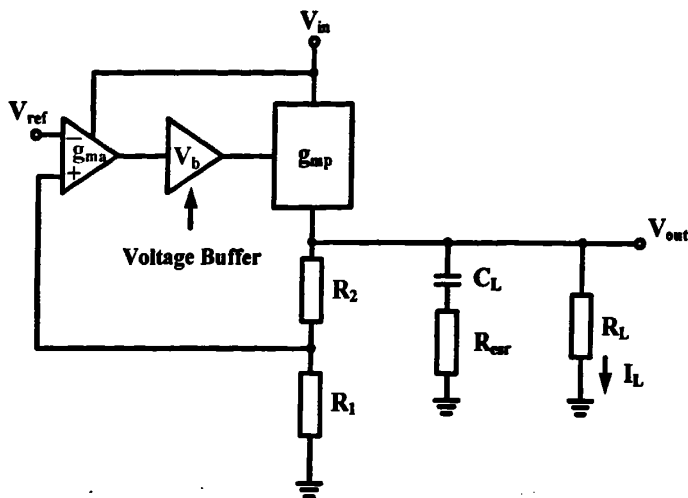 V_in
V_ref
−
g_ma
+
V_b
g_mp
Voltage Buffer
V_out
R_2
C_L
R_L
R_esr
I_L
R_1